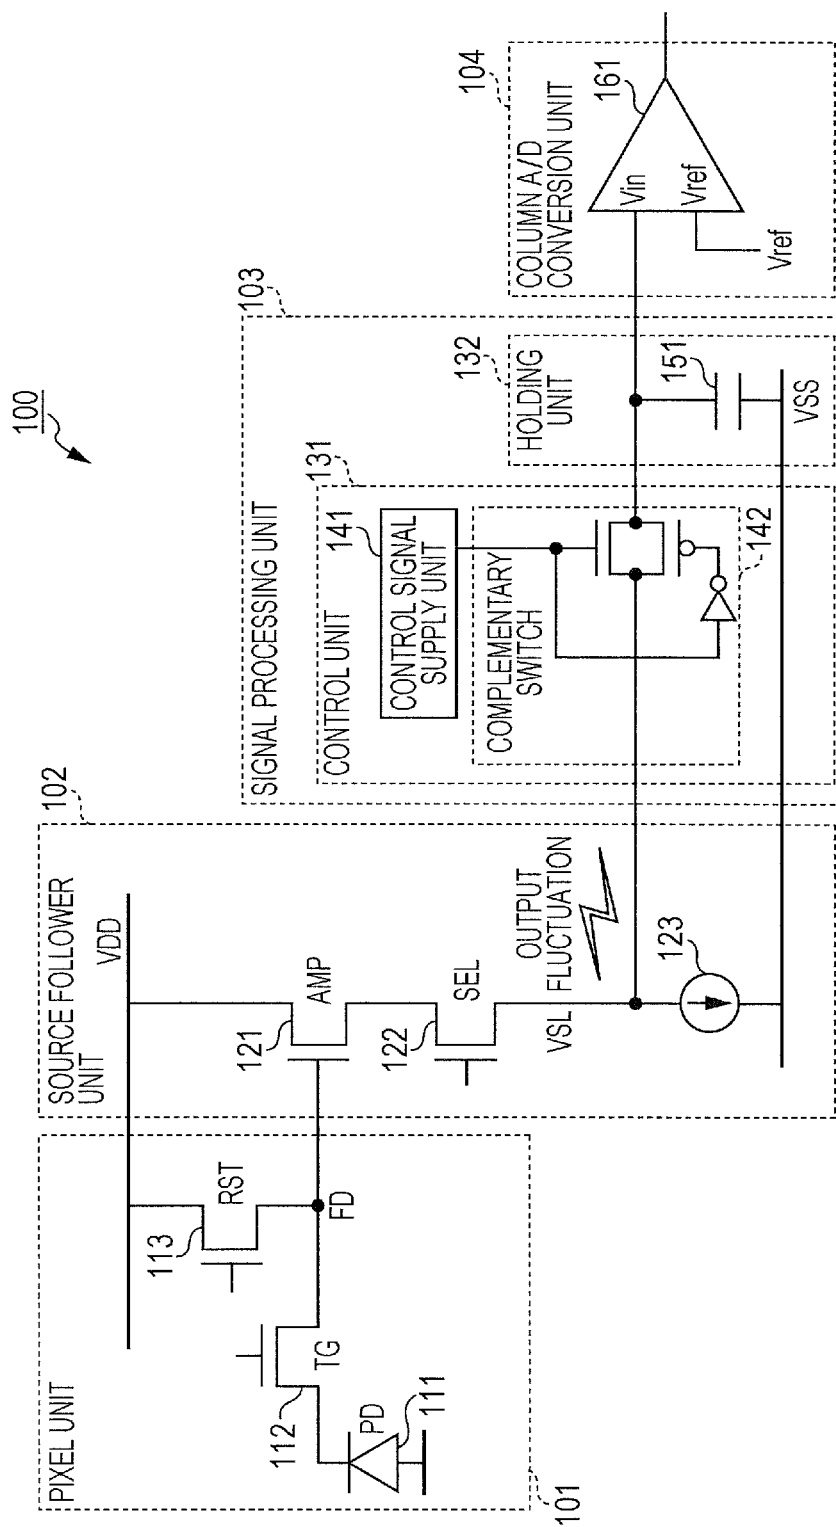 100
PIXEL UNIT
101
PD
111
112
TG
113
RST
FD
SOURCE FOLLOWER
UNIT
102
VDD
121
AMP
122
SEL
VSL
OUTPUT
FLUCTUATION
123
SIGNAL PROCESSING UNIT
103
CONTROL UNIT
131
CONTROL SIGNAL
SUPPLY UNIT
141
COMPLEMENTARY
SWITCH
142
HOLDING
UNIT
132
151
VSS
COLUMN A/D
CONVERSION UNIT
104
161
Vin
Vref
Vref